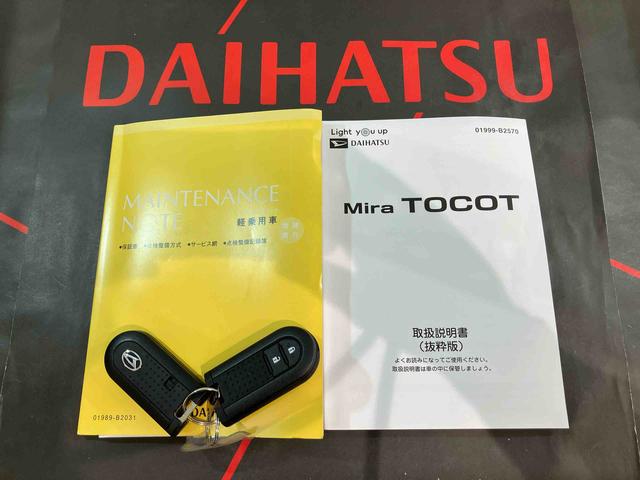 DAIHATSU
MAINTENANCE
NOTE
軽乗用車
●保証書 ●点検整備方式 ●サービス網 ●点検整備記録簿
01989-B2031
DA
Light you up
DAIHATSU
01999-B2570
Mira TOCOT
取扱説明書
（抜粋版）
よくお読みになってご使用ください。
取扱説明書は車の中に保管しましょう。